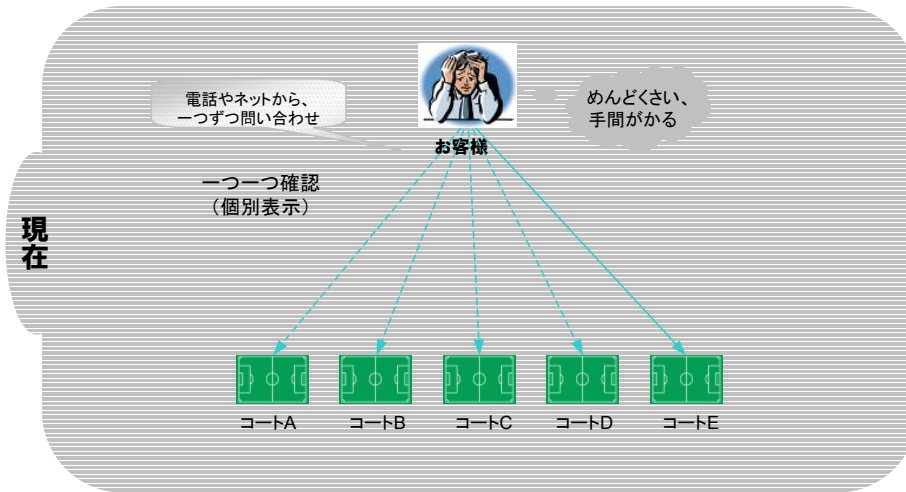 電話やネットから、
一つずつ問い合わせ
めんどくさい、
手間がかる
お客様
一つ一つ確認
（個別表示）
現在
コートA
コートB
コートC
コートD
コートE